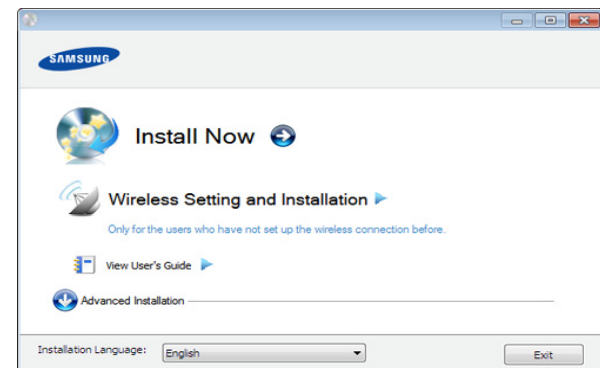 SAMSUNG
Install Now
Wireless Setting and Installation
Only for the users who have not set up the wireless connection before.
View User's Guide
Advanced Installation
Installation Language: English Exit